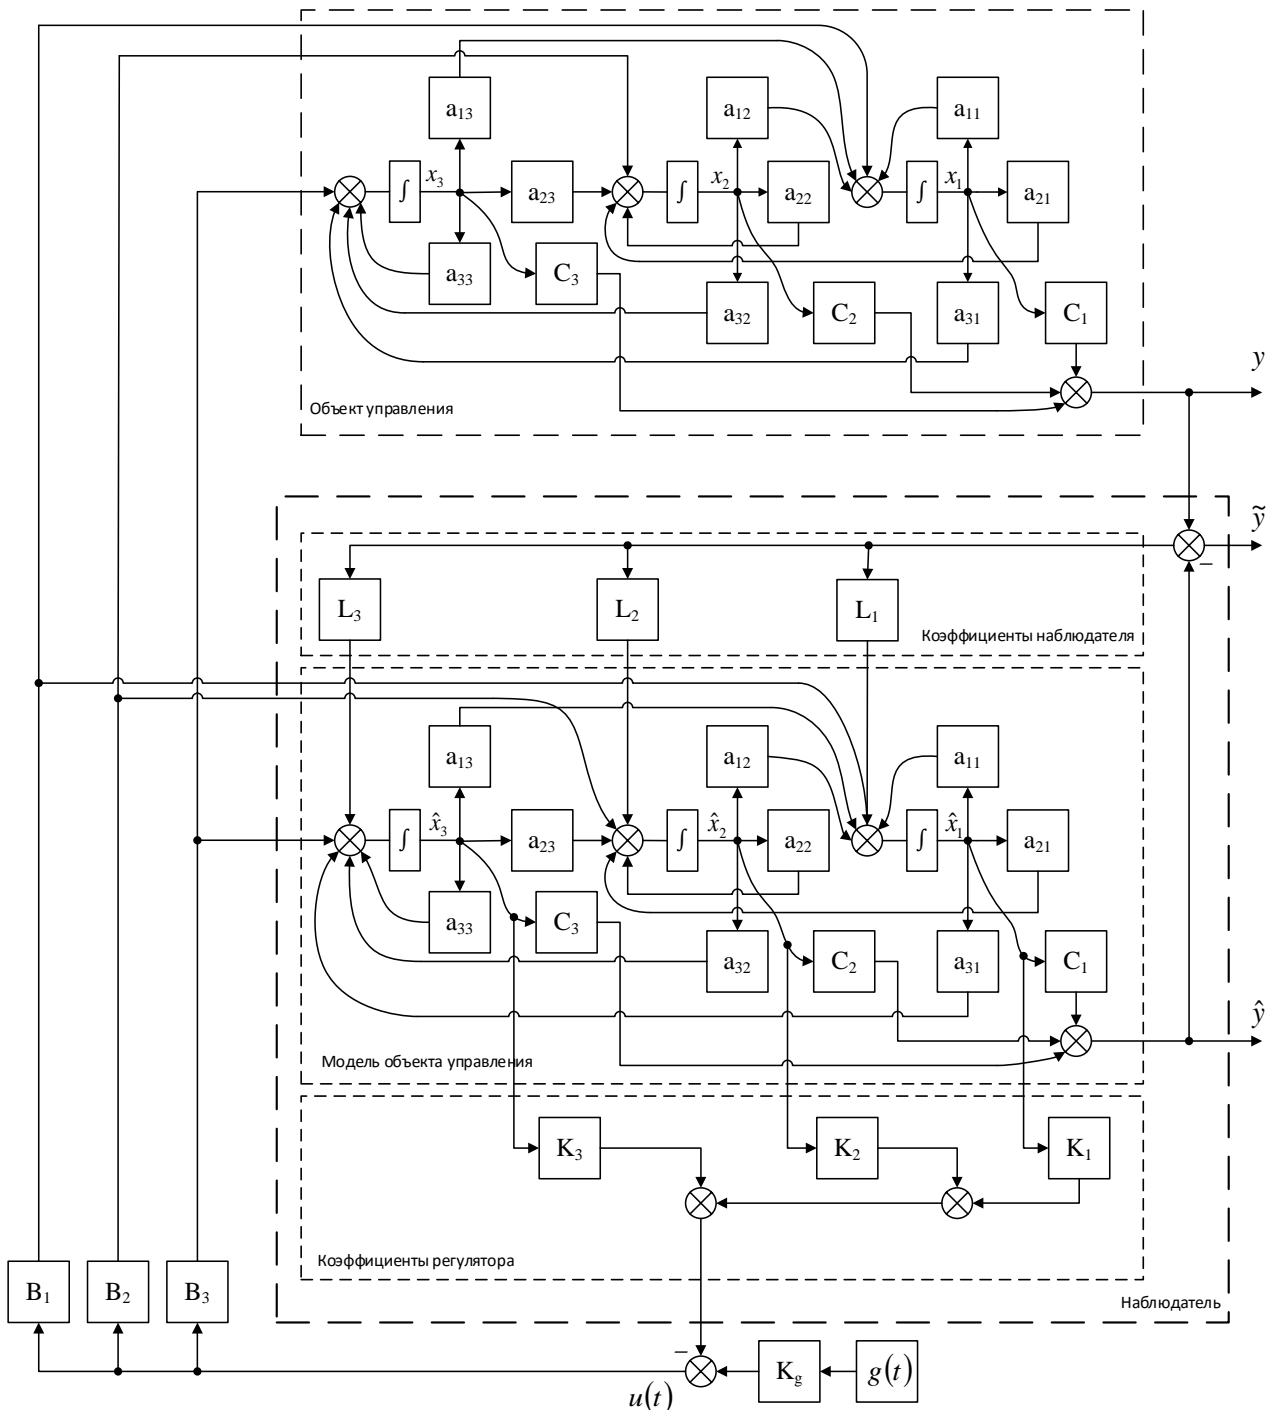 a13
a12
a11
∫
x3
a23
∫
x2
a22
∫
x1
a21
a33
C3
a32
C2
a31
C1
y
Объект управления
ỹ
–
L3
L2
L1
Коэффициенты наблюдателя
a13
a12
a11
∫
x̂3
a23
∫
x̂2
a22
∫
x̂1
a21
a33
C3
a32
C2
a31
C1
ŷ
Модель объекта управления
K3
K2
K1
Коэффициенты регулятора
B1
B2
B3
Наблюдатель
–
Kg
g(t)
u(t)